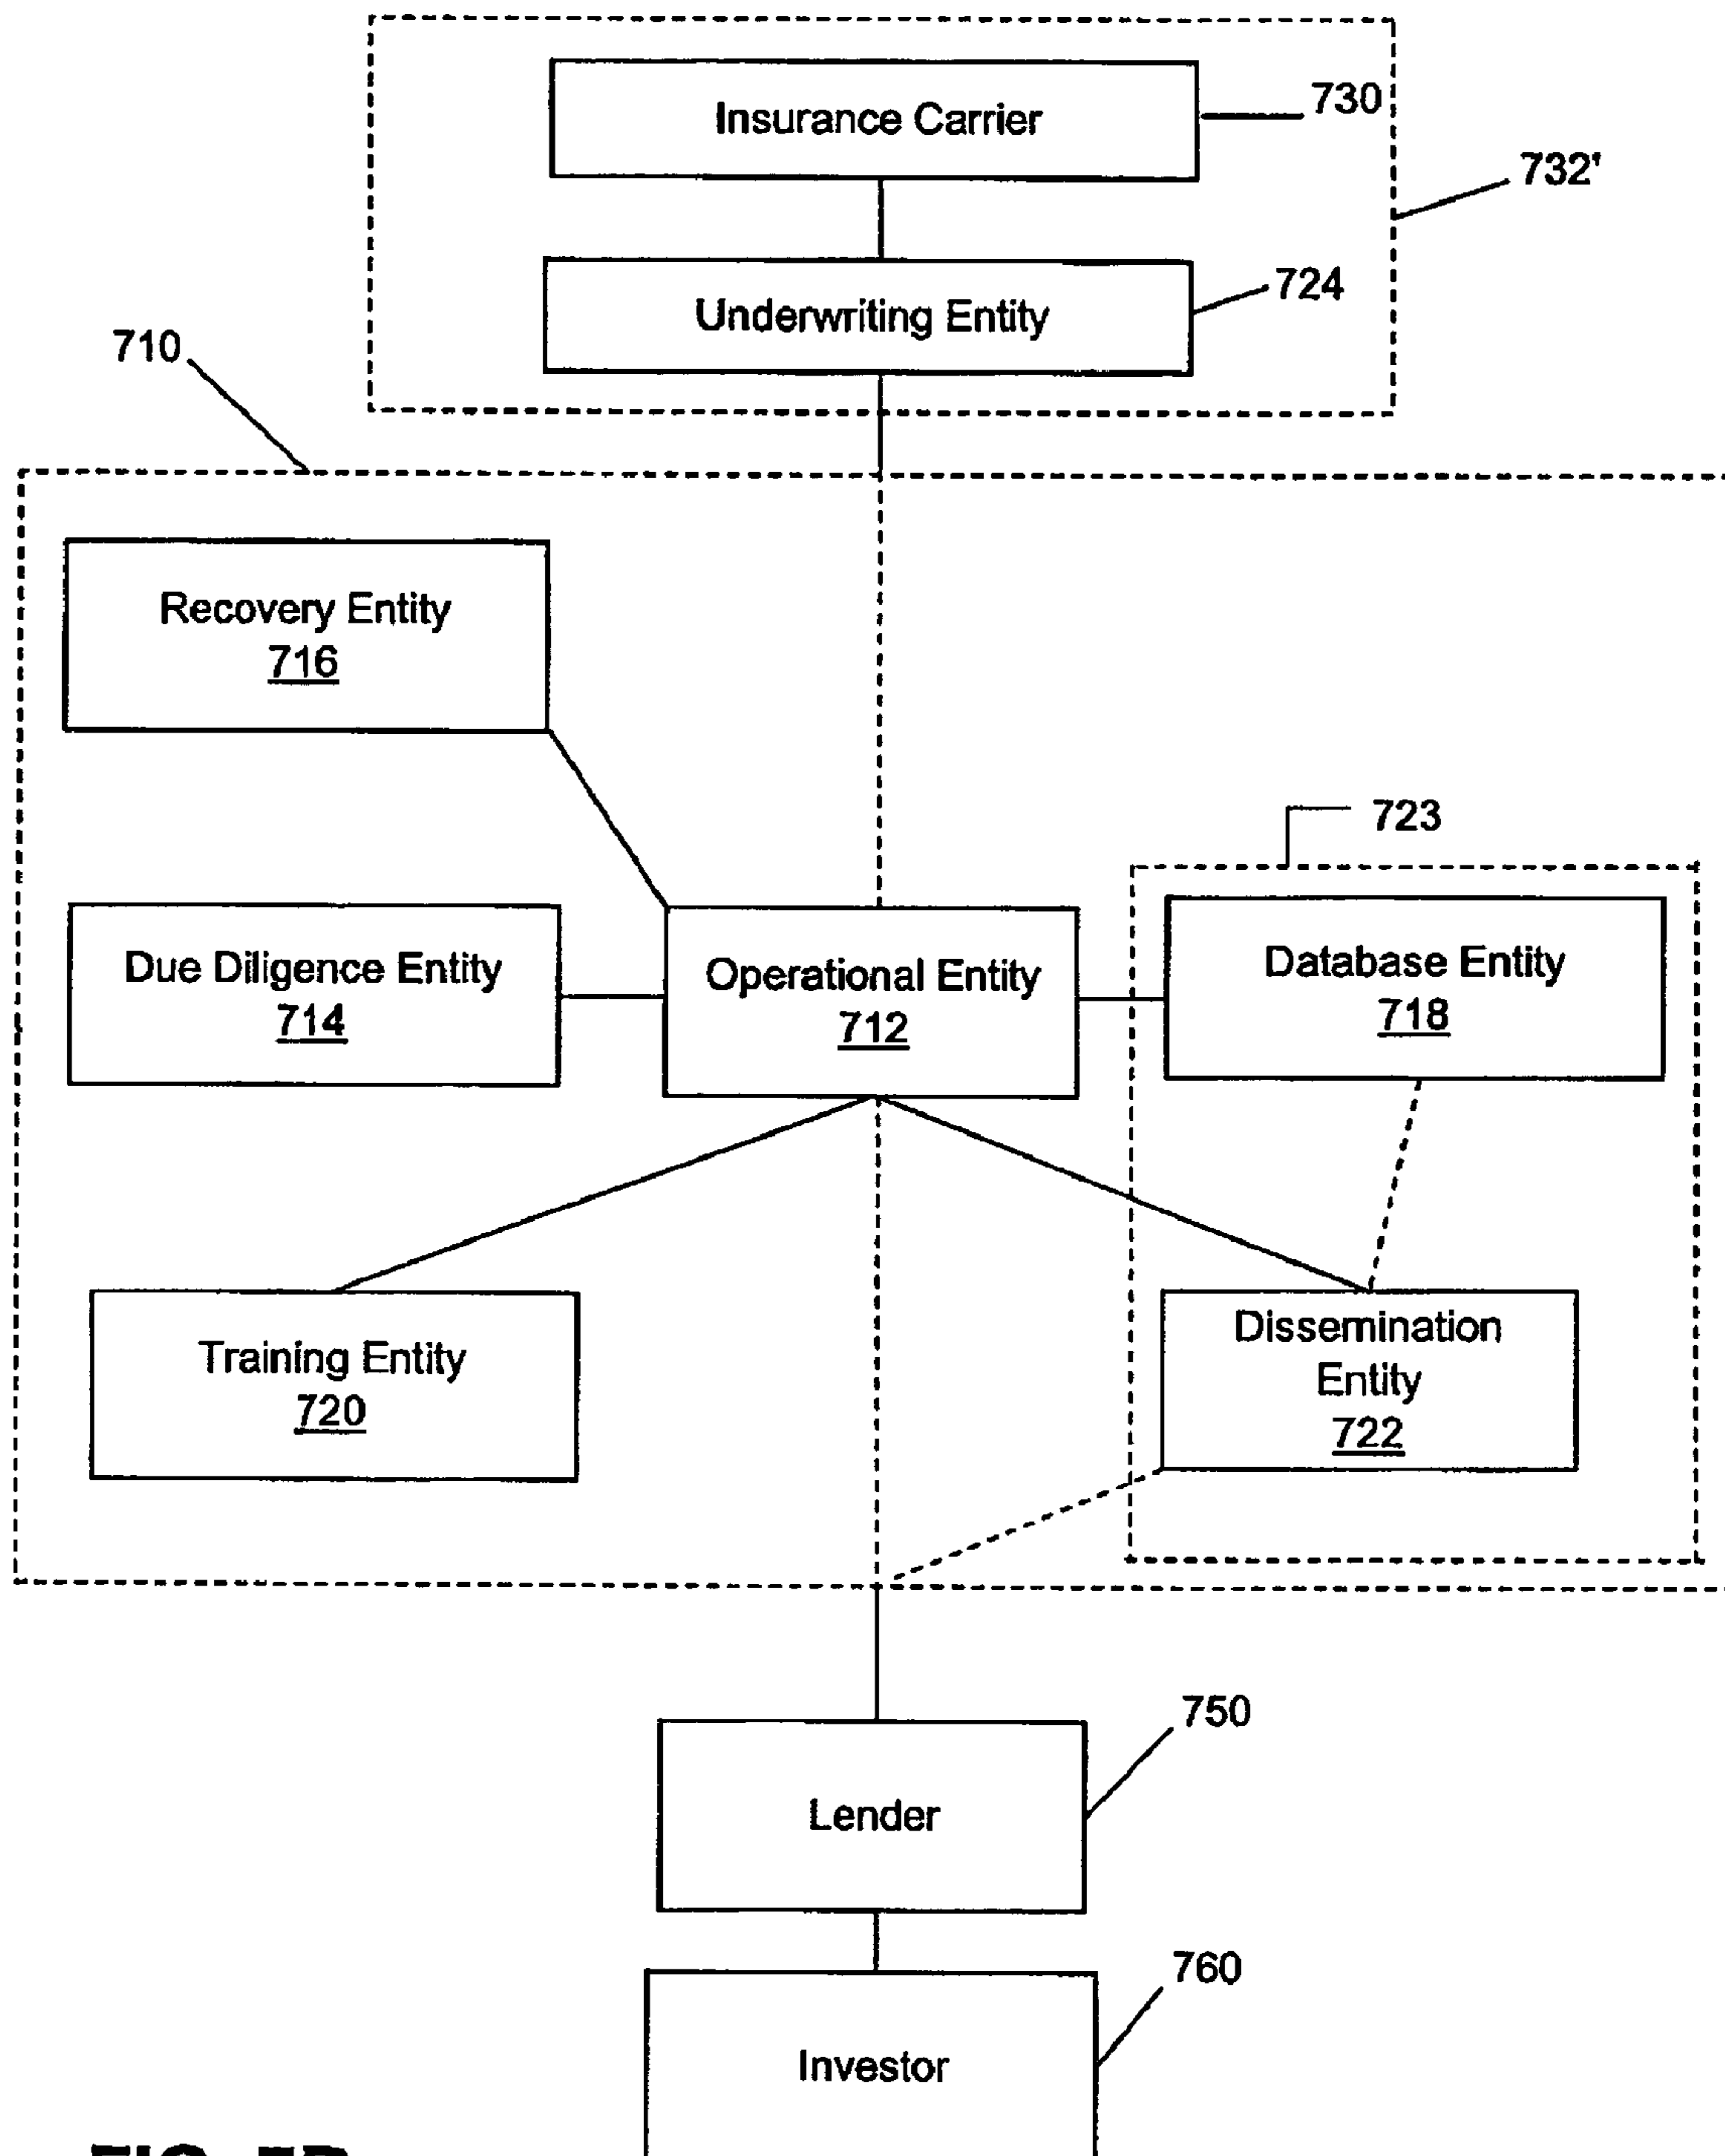 Insurance Carrier
730
732'
Underwriting Entity
724
710
Recovery Entity
716
723
Due Diligence Entity
714
Operational Entity
712
Database Entity
718
Training Entity
720
Dissemination
Entity
722
750
Lender
760
Investor